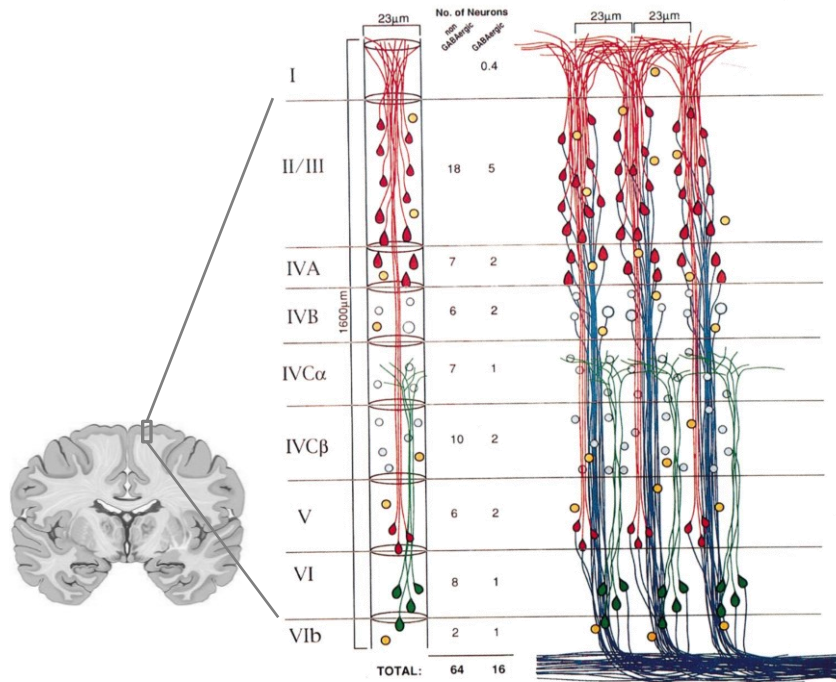 No. of Neurons
23μm
non GABAergic
GABAergic
23μm 23μm
I 0.4
II/III 18 5
IVA 7 2
IVB 6 2
1600μm
IVCα 7 1
IVCβ 10 2
V 6 2
VI 8 1
VIb 2 1
TOTAL: 64 16